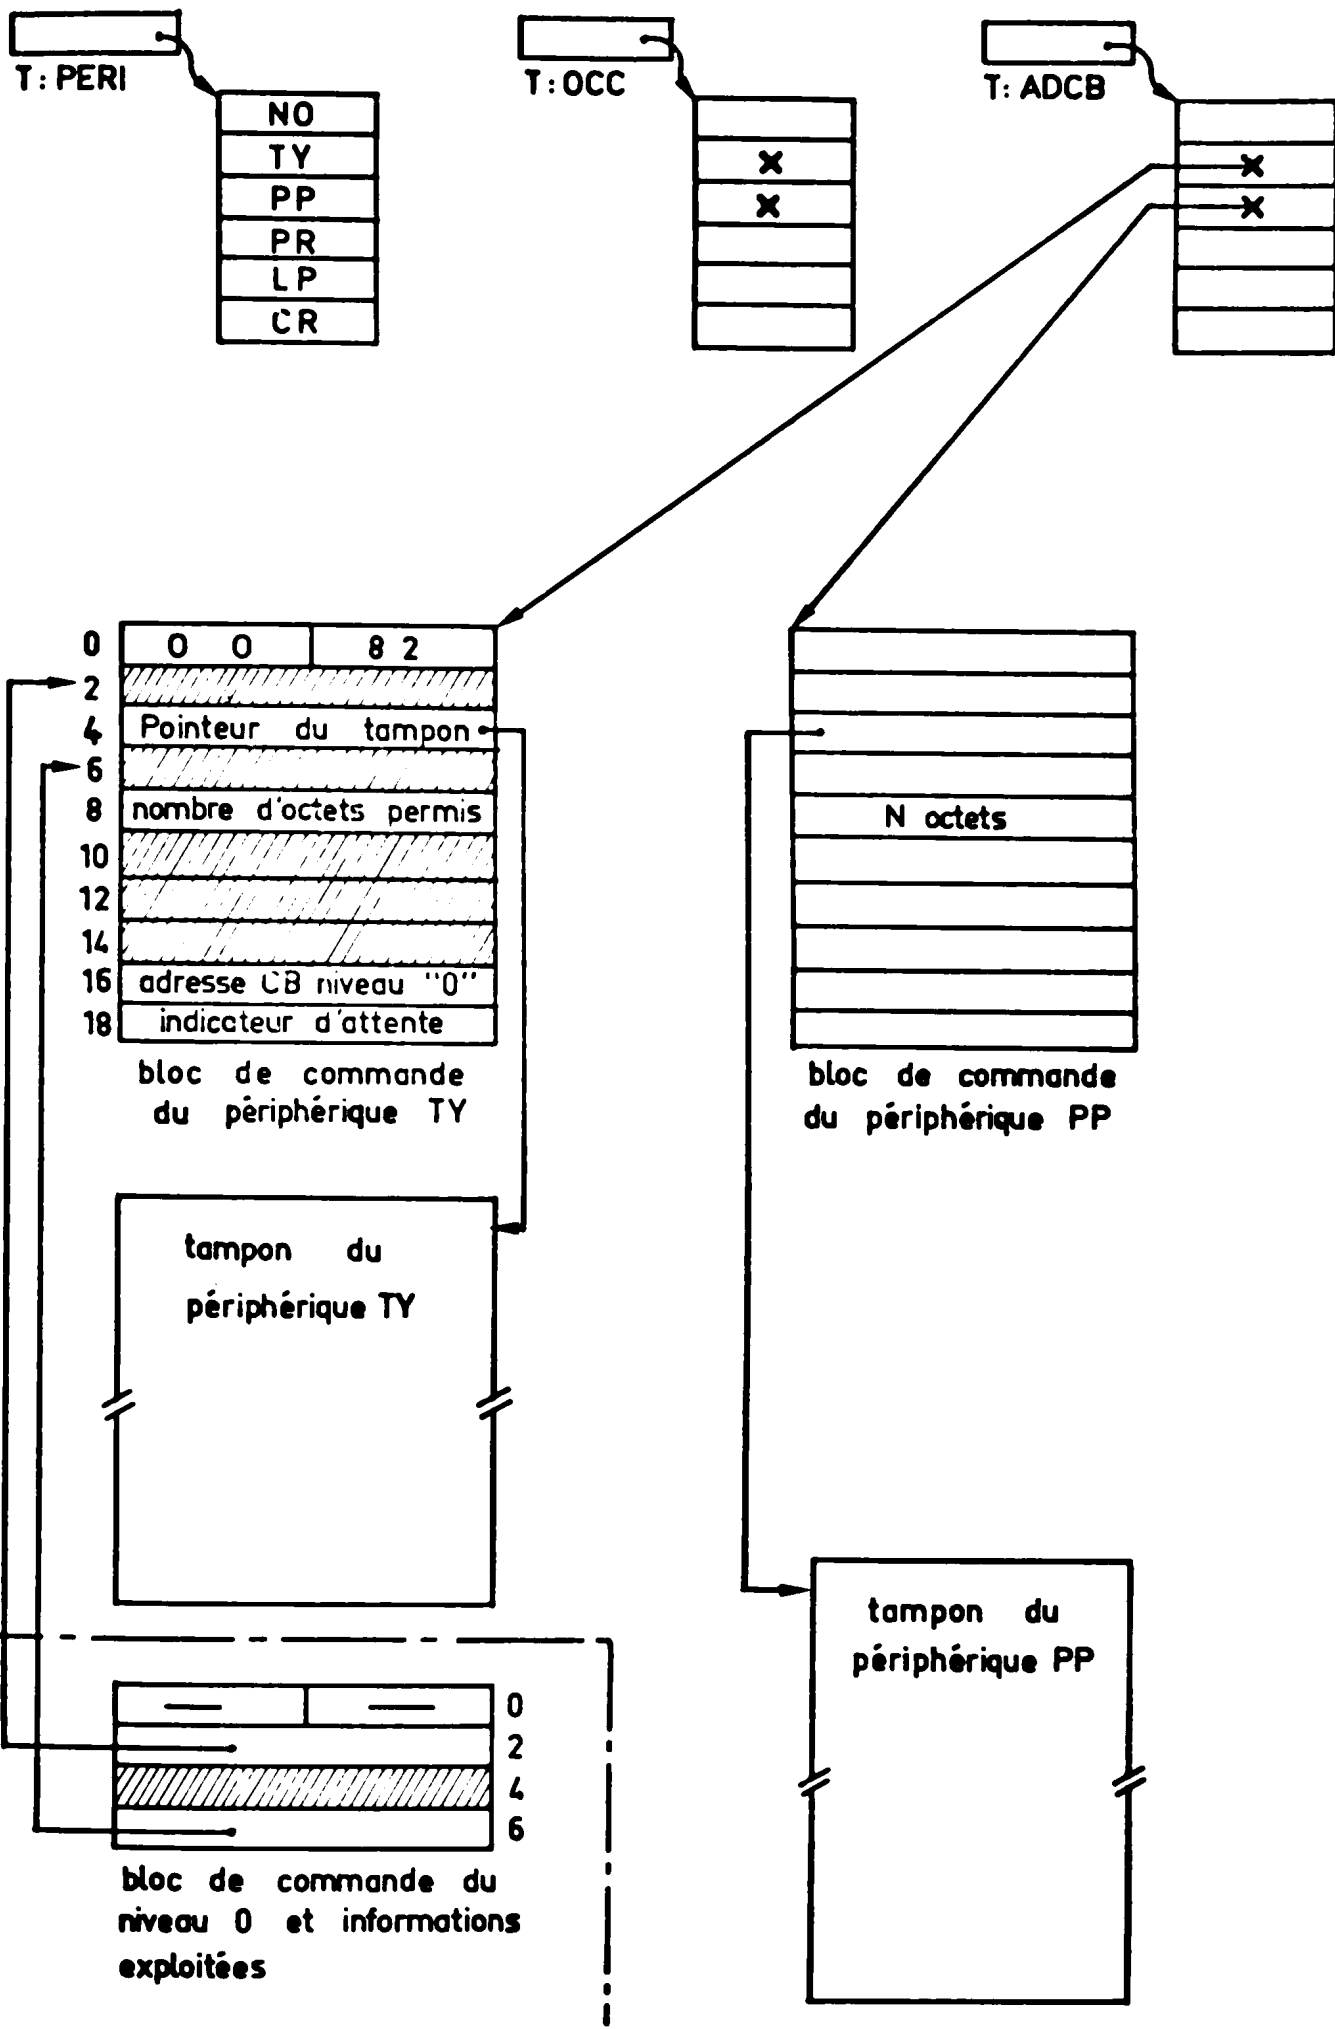 T: PERI
T: OCC
T: ADCB
NO
TY
PP
PR
LP
CR
0 0 0 8 2
2
4 Pointeur du tampon
6
8 nombre d'octets permis
10
12
14
16 adresse CB niveau "0"
18 indicateur d'attente
bloc de commande
du périphérique TY
N octets
bloc de commande
du périphérique PP
tampon du
périphérique TY
tampon du
périphérique PP
0
2
4
6
bloc de commande du
niveau 0 et informations
exploitées